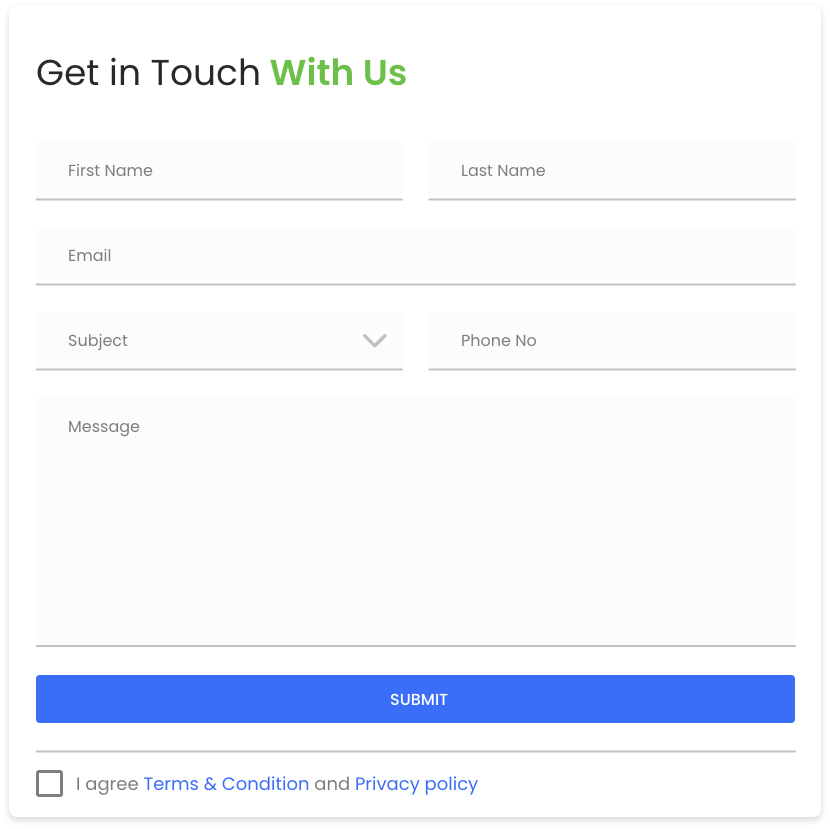 Get in Touch With Us
First Name
Last Name
Email
Subject
Phone No
Message
SUBMIT
I agree Terms & Condition and Privacy policy